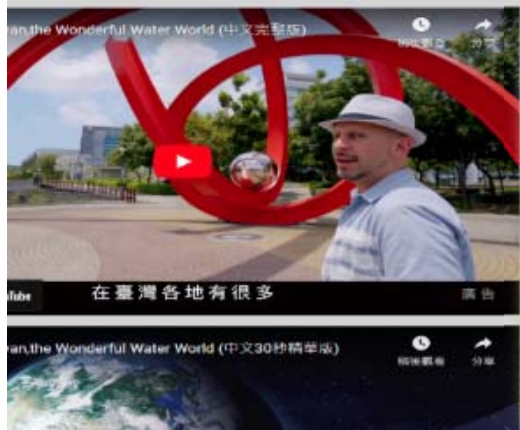 wan,the Wonderful Water World (中文完整版)
稍後觀看
分享
在臺灣各地有很多
廣告
wan,the Wonderful Water World (中文30秒精華版)
稍後觀看
分享